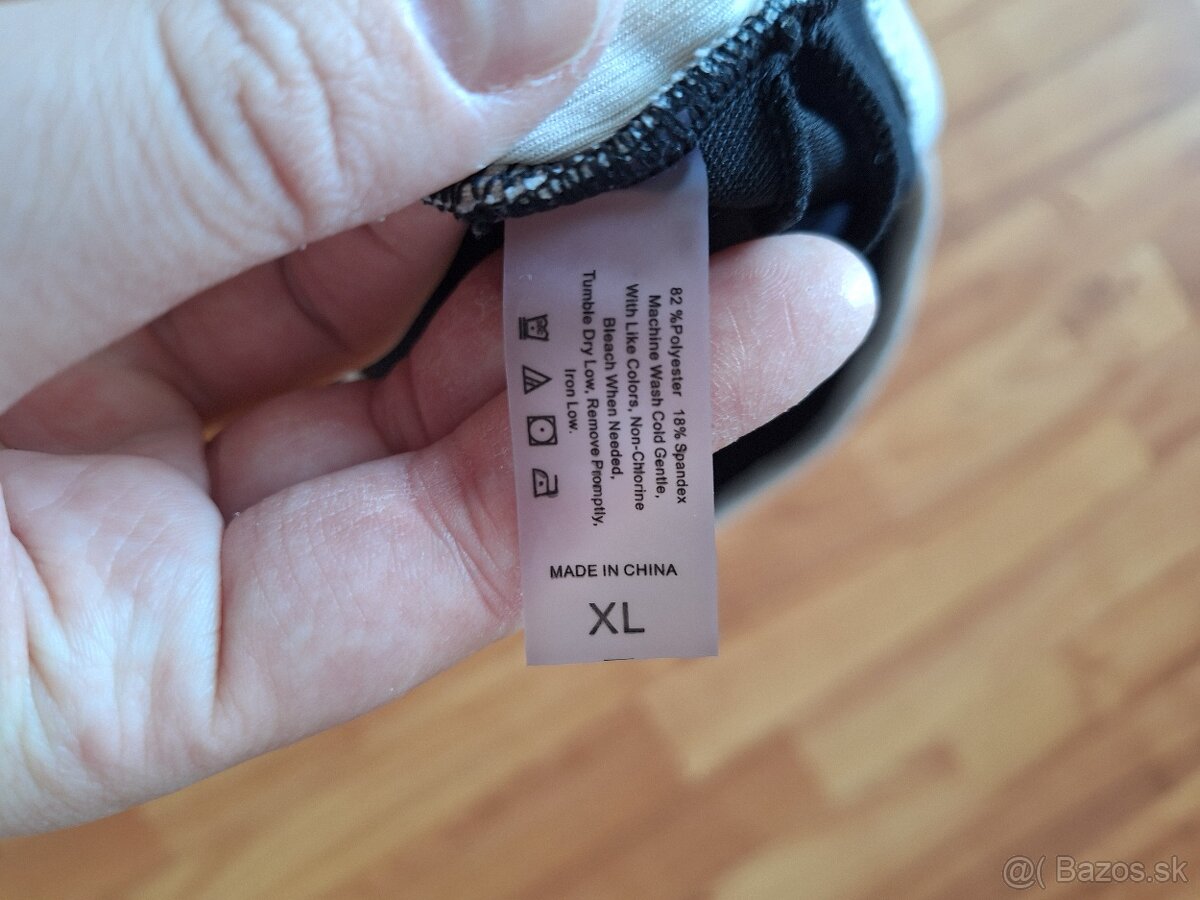 82 %Polyester 18% Spandex
Machine Wash Cold Gentle,
With Like Colors, Non-Chlorine
Bleach When Needed,
Tumble Dry Low, Remove Promptly,
Iron Low.
MADE IN CHINA
XL
@( Bazos.sk